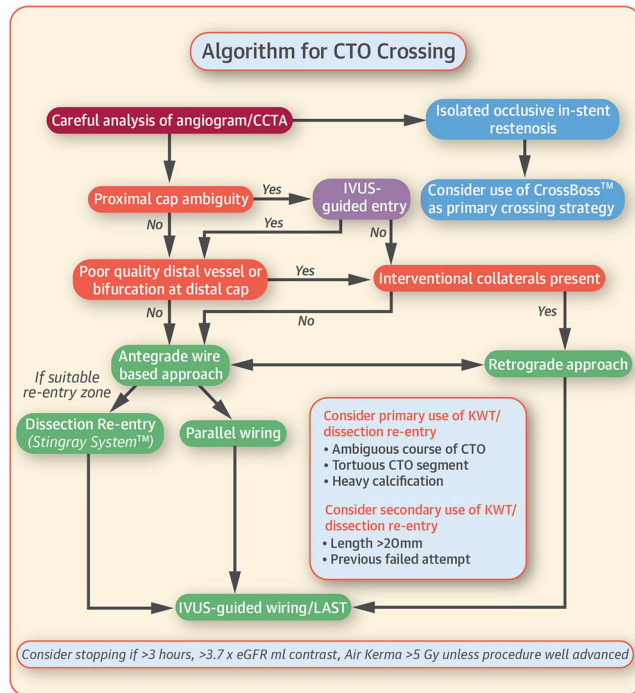 Algorithm for CTO Crossing
Careful analysis of angiogram/CCTA
Isolated occlusive in-stent
restenosis
Consider use of CrossBoss™
as primary crossing strategy
Proximal cap ambiguity
Yes
IVUS-
guided entry
No
Yes
No
Poor quality distal vessel or
bifurcation at distal cap
Yes
Interventional collaterals present
No
No
Yes
Antegrade wire
based approach
Retrograde approach
If suitable
re-entry zone
Dissection Re-entry
(Stingray System™)
Parallel wiring
Consider primary use of KWT/
dissection re-entry
• Ambiguous course of CTO
• Tortuous CTO segment
• Heavy calcification
Consider secondary use of KWT/
dissection re-entry
• Length >20mm
• Previous failed attempt
IVUS-guided wiring/LAST
Consider stopping if >3 hours, >3.7 x eGFR ml contrast, Air Kerma >5 Gy unless procedure well advanced